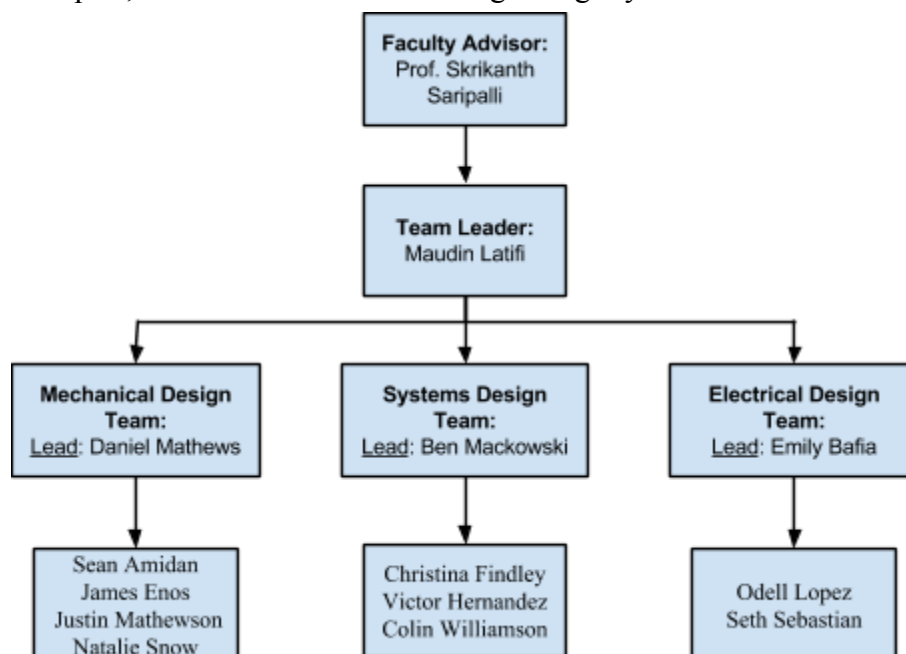 Faculty Advisor:
Prof. Skrikanth
Saripalli
Team Leader:
Maudin Latifi
Mechanical Design
Team:
Lead: Daniel Mathews
Systems Design
Team:
Lead: Ben Mackowski
Electrical Design
Team:
Lead: Emily Bafia
Sean Amidan
James Enos
Justin Mathewson
Natalie Snow
Christina Findley
Victor Hernandez
Colin Williamson
Odell Lopez
Seth Sebastian